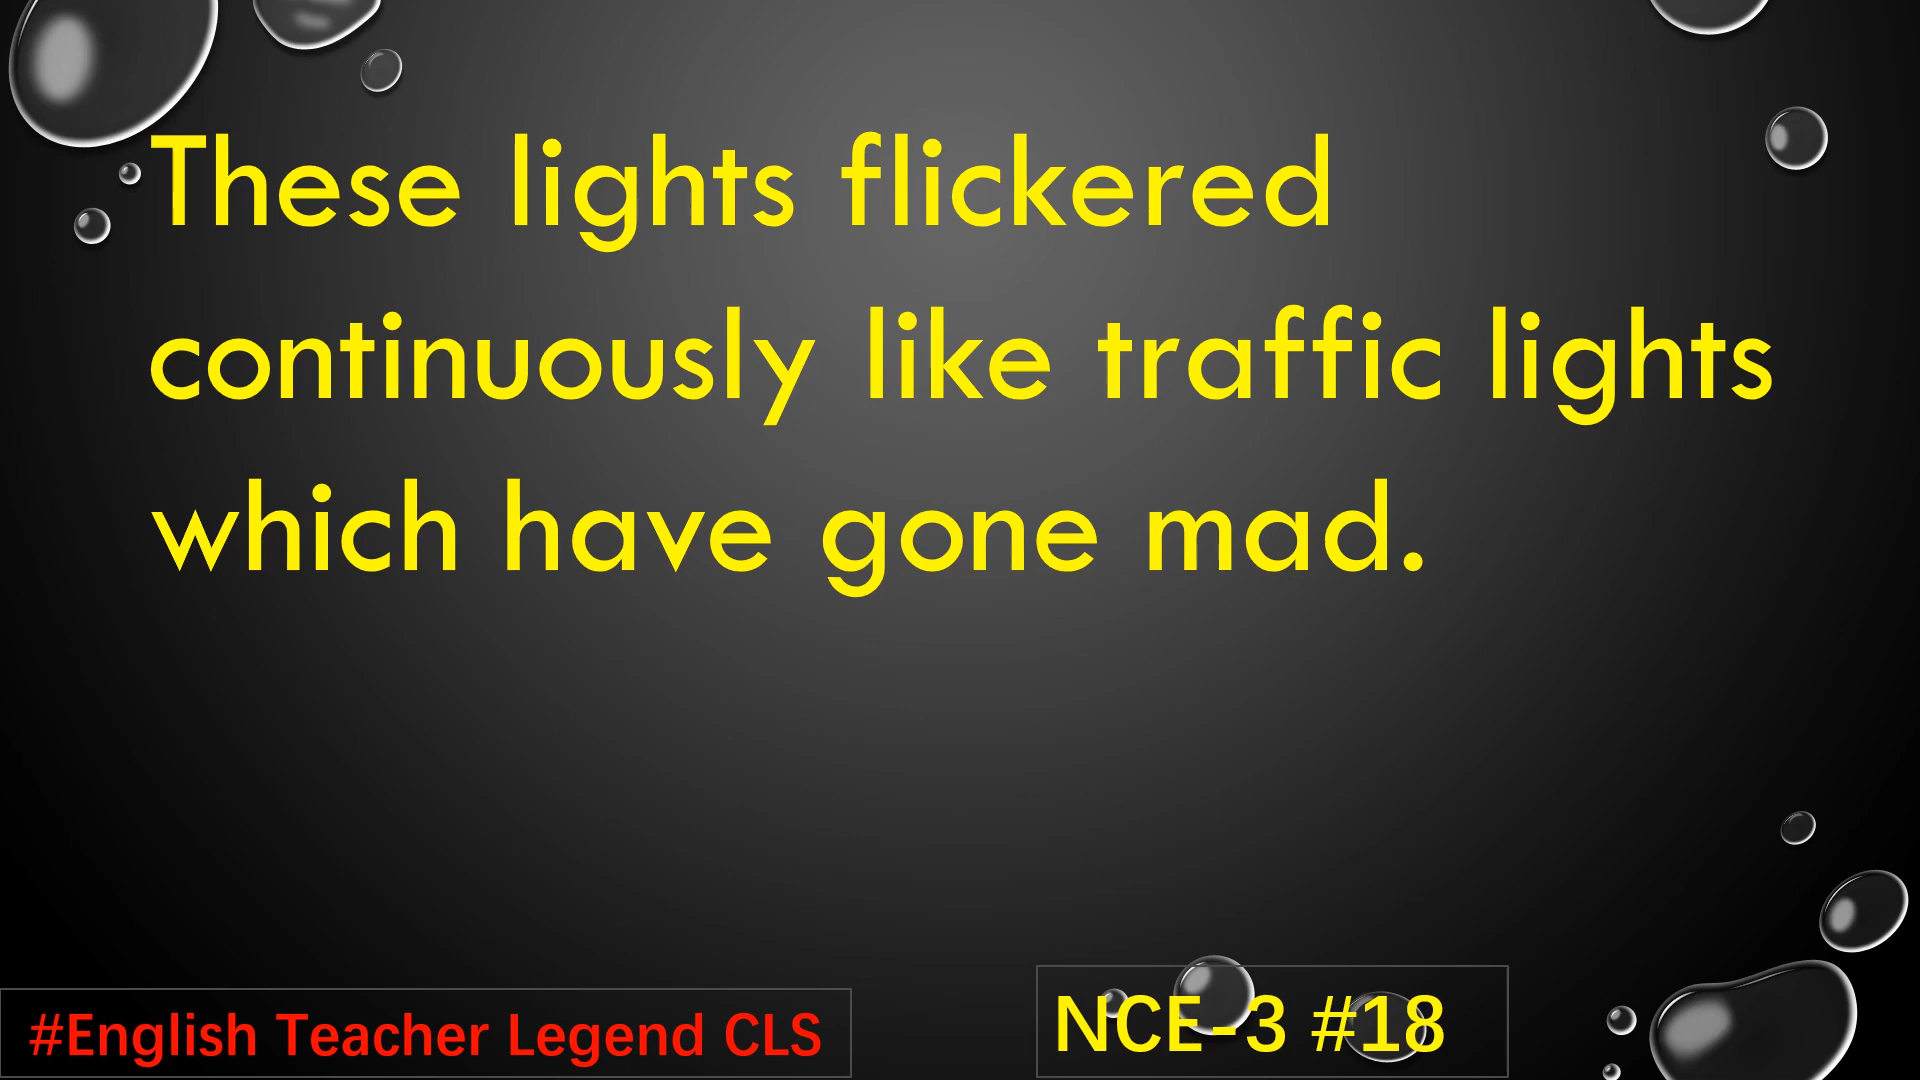 These lights flickered
continuously like traffic lights
which have gone mad.
#English Teacher Legend CLS
NCE-3 #18